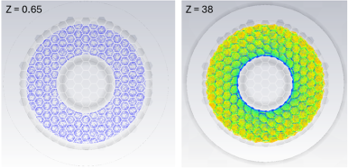 Z = 0.65
Z = 38